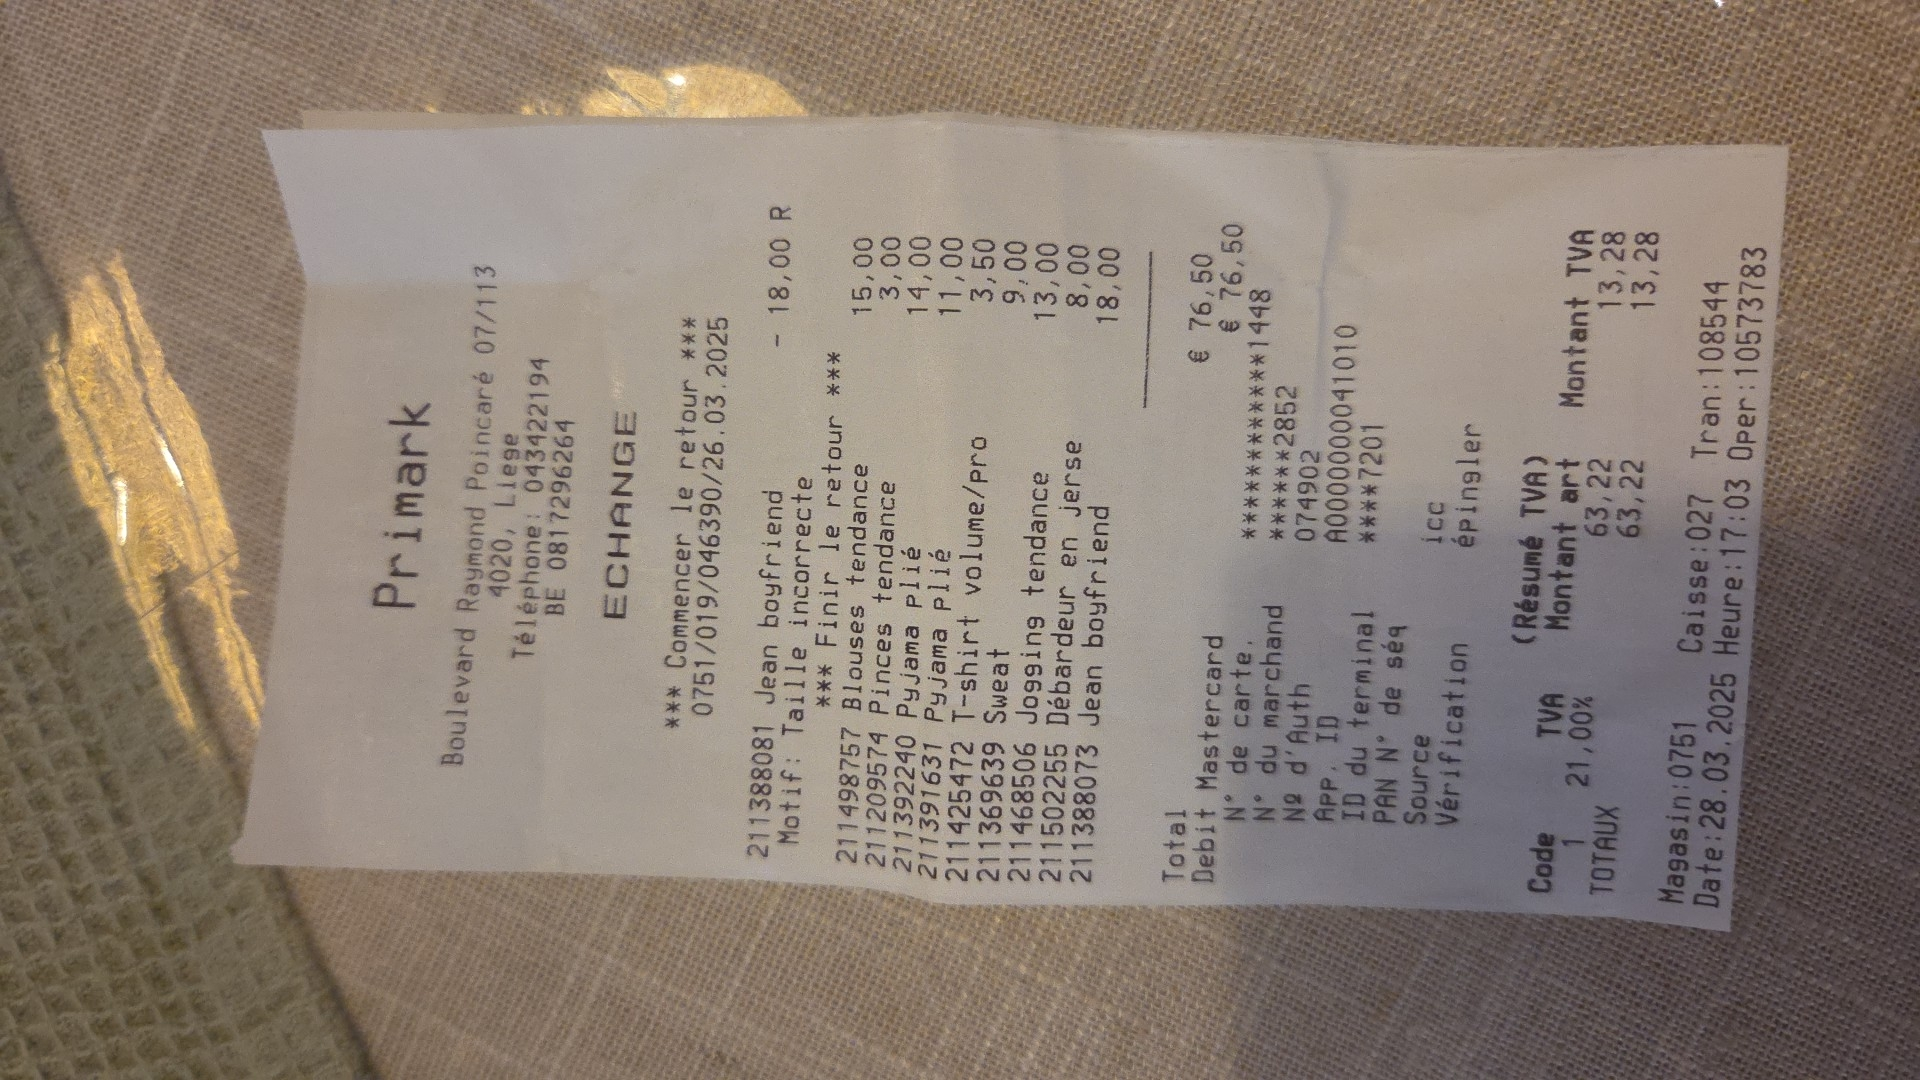 Primark
Boulevard Raymond Poincaré 07/113
4020, Liege
Téléphone: 043422194
BE 0817296264
ECHANGE
*** Commencer le retour ***
0751/019/046390/26.03.2025
211388081 Jean boyfriend - 18,00 R
Motif: Taille incorrecte
*** Finir le retour ***
211498757 Blouses tendance 15,00
211209574 Pinces tendance 3,00
211392240 Pyjama plié 14,00
211391631 Pyjama plié 11,00
211425472 T-shirt volume/pro 3,50
211369639 Sweat 9,00
211468506 Jogging tendance 13,00
211502255 Débardeur en jerse 8,00
211388073 Jean boyfriend 18,00
Total € 76,50
Debit Mastercard € 76,50
N° de carte. ************1448
N° du marchand ******2852
Nº d'Auth 074902
APP. ID A0000000041010
ID du terminal ****7201
PAN N° de séq
Source icc
Vérification épingler
(Résumé TVA)
Code TVA Montant art Montant TVA
1 21,00% 63,22 13,28
TOTAUX 63,22 13,28
Magasin:0751 Caisse:027 Tran:108544
Date:28.03.2025 Heure:17:03 Oper:10573783